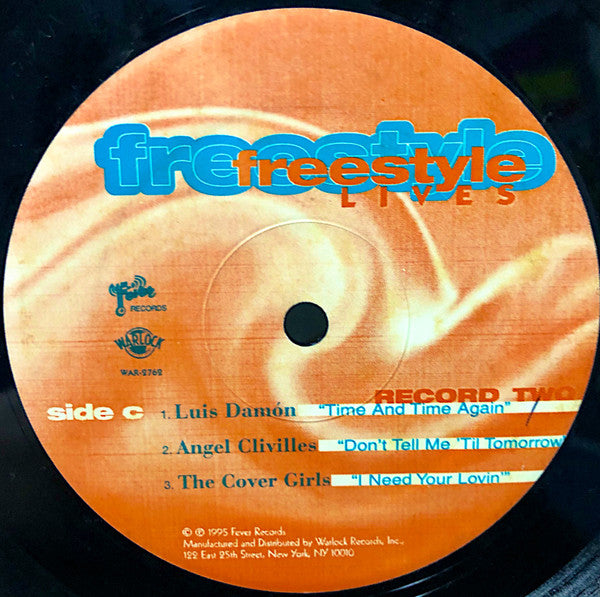 freestyle
freestyle
LIVES
Fever
RECORDS
WARLOCK
WAR-2762
RECORD TWO
side c
1. Luis Damón "Time And Time Again"
2. Angel Clivilles "Don't Tell Me 'Til Tomorrow"
3. The Cover Girls "I Need Your Lovin'"
© ℗ 1995 Fever Records
Manufactured and Distributed by Warlock Records, Inc.,
122 East 25th Street, New York, NY 10010